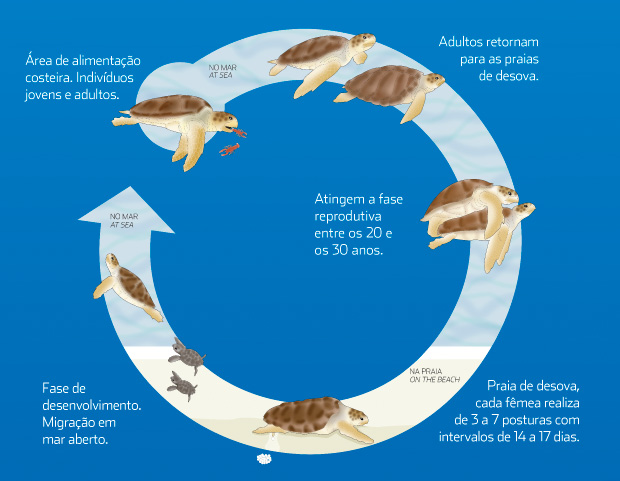 Área de alimentação
costeira. Indivíduos
jovens e adultos.
NO MAR
AT SEA
Adultos retornam
para as praias
de desova.
Atingem a fase
reprodutiva
entre os 20 e
os 30 anos.
NO MAR
AT SEA
NA PRAIA
ON THE BEACH
Fase de
desenvolvimento.
Migração em
mar aberto.
Praia de desova,
cada fêmea realiza
de 3 a 7 posturas com
intervalos de 14 a 17 dias.